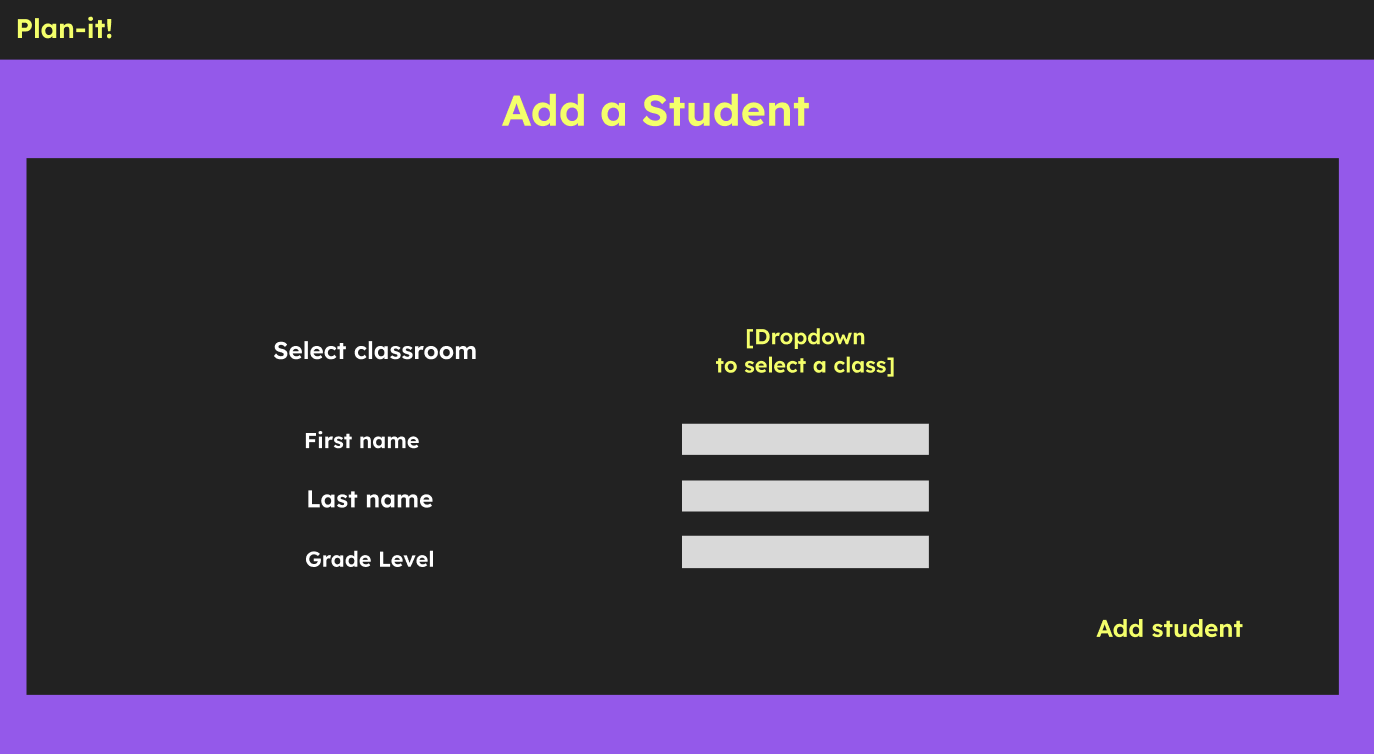 Plan-it!
Add a Student
Select classroom
[Dropdown
to select a class]
First name
Last name
Grade Level
Add student